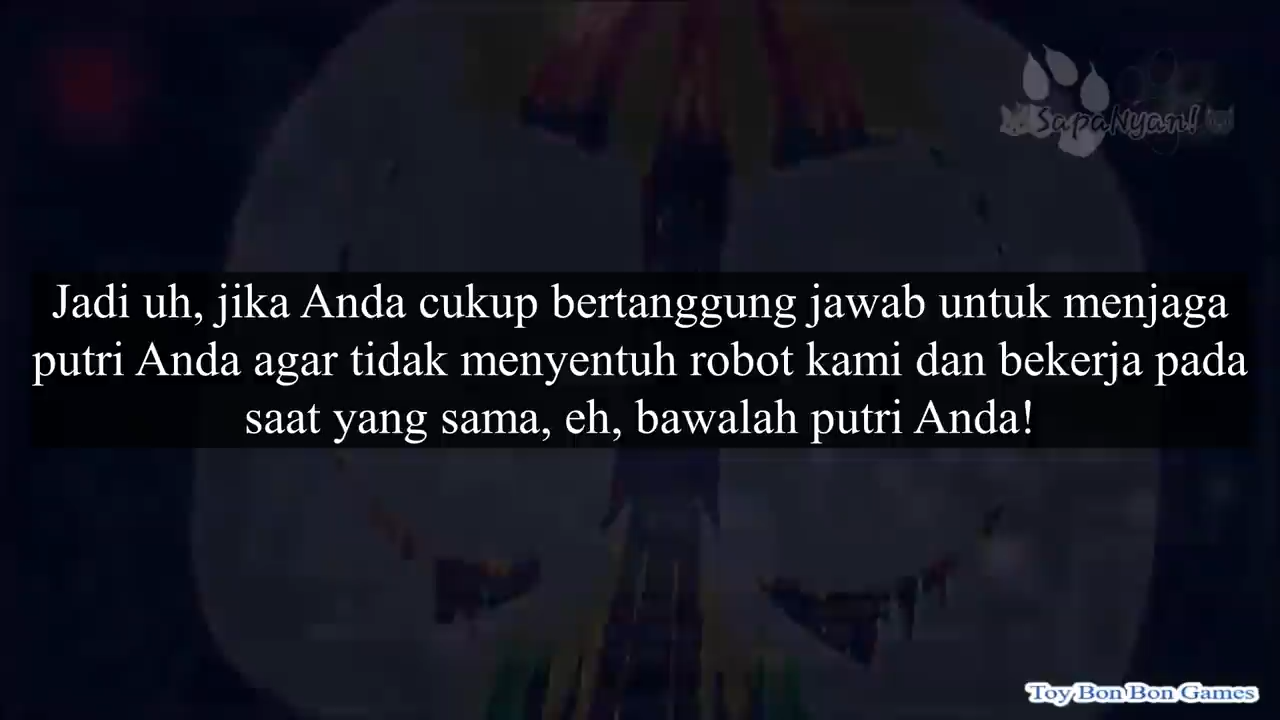 SapaNyan!
Jadi uh, jika Anda cukup bertanggung jawab untuk menjaga
putri Anda agar tidak menyentuh robot kami dan bekerja pada
saat yang sama, eh, bawalah putri Anda!
Toy Bon Bon Games